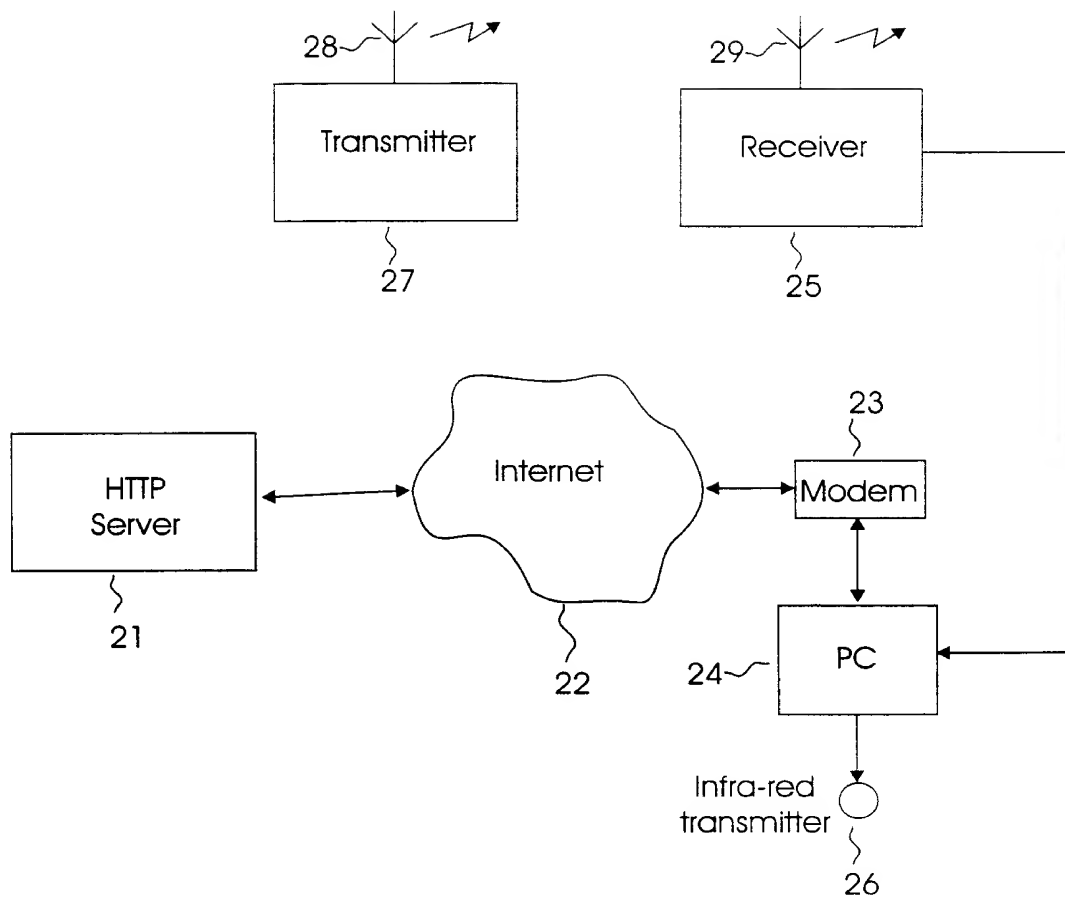 28
29
Transmitter
Receiver
27
25
23
HTTP
Server
Internet
Modem
21
22
24
PC
Infra-red
transmitter
26